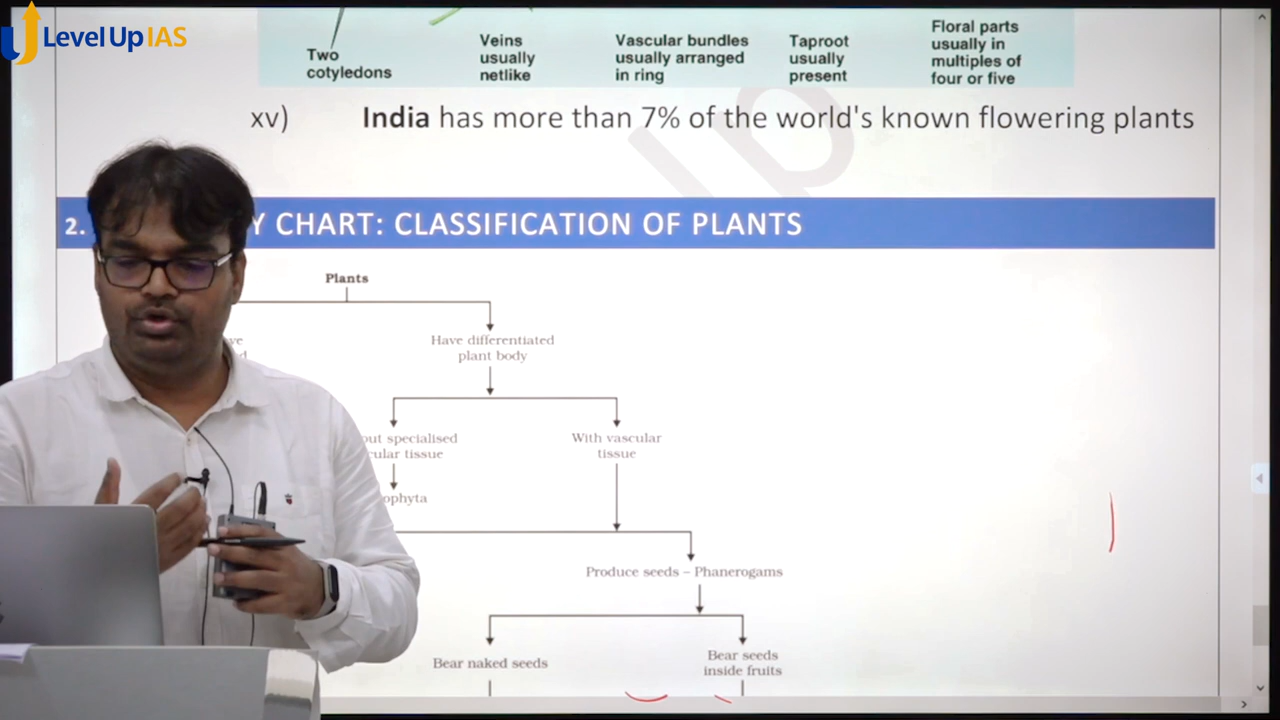 Level Up IAS
Two
cotyledons
Veins
usually
netlike
Vascular bundles
usually arranged
in ring
Taproot
usually
present
Floral parts
usually in
multiples of
four or five
xv) India has more than 7% of the world's known flowering plants
2. Y CHART: CLASSIFICATION OF PLANTS
Plants
Have differentiated
plant body
out specialised
cular tissue
ophyta
With vascular
tissue
Produce seeds – Phanerogams
Bear naked seeds
Bear seeds
inside fruits